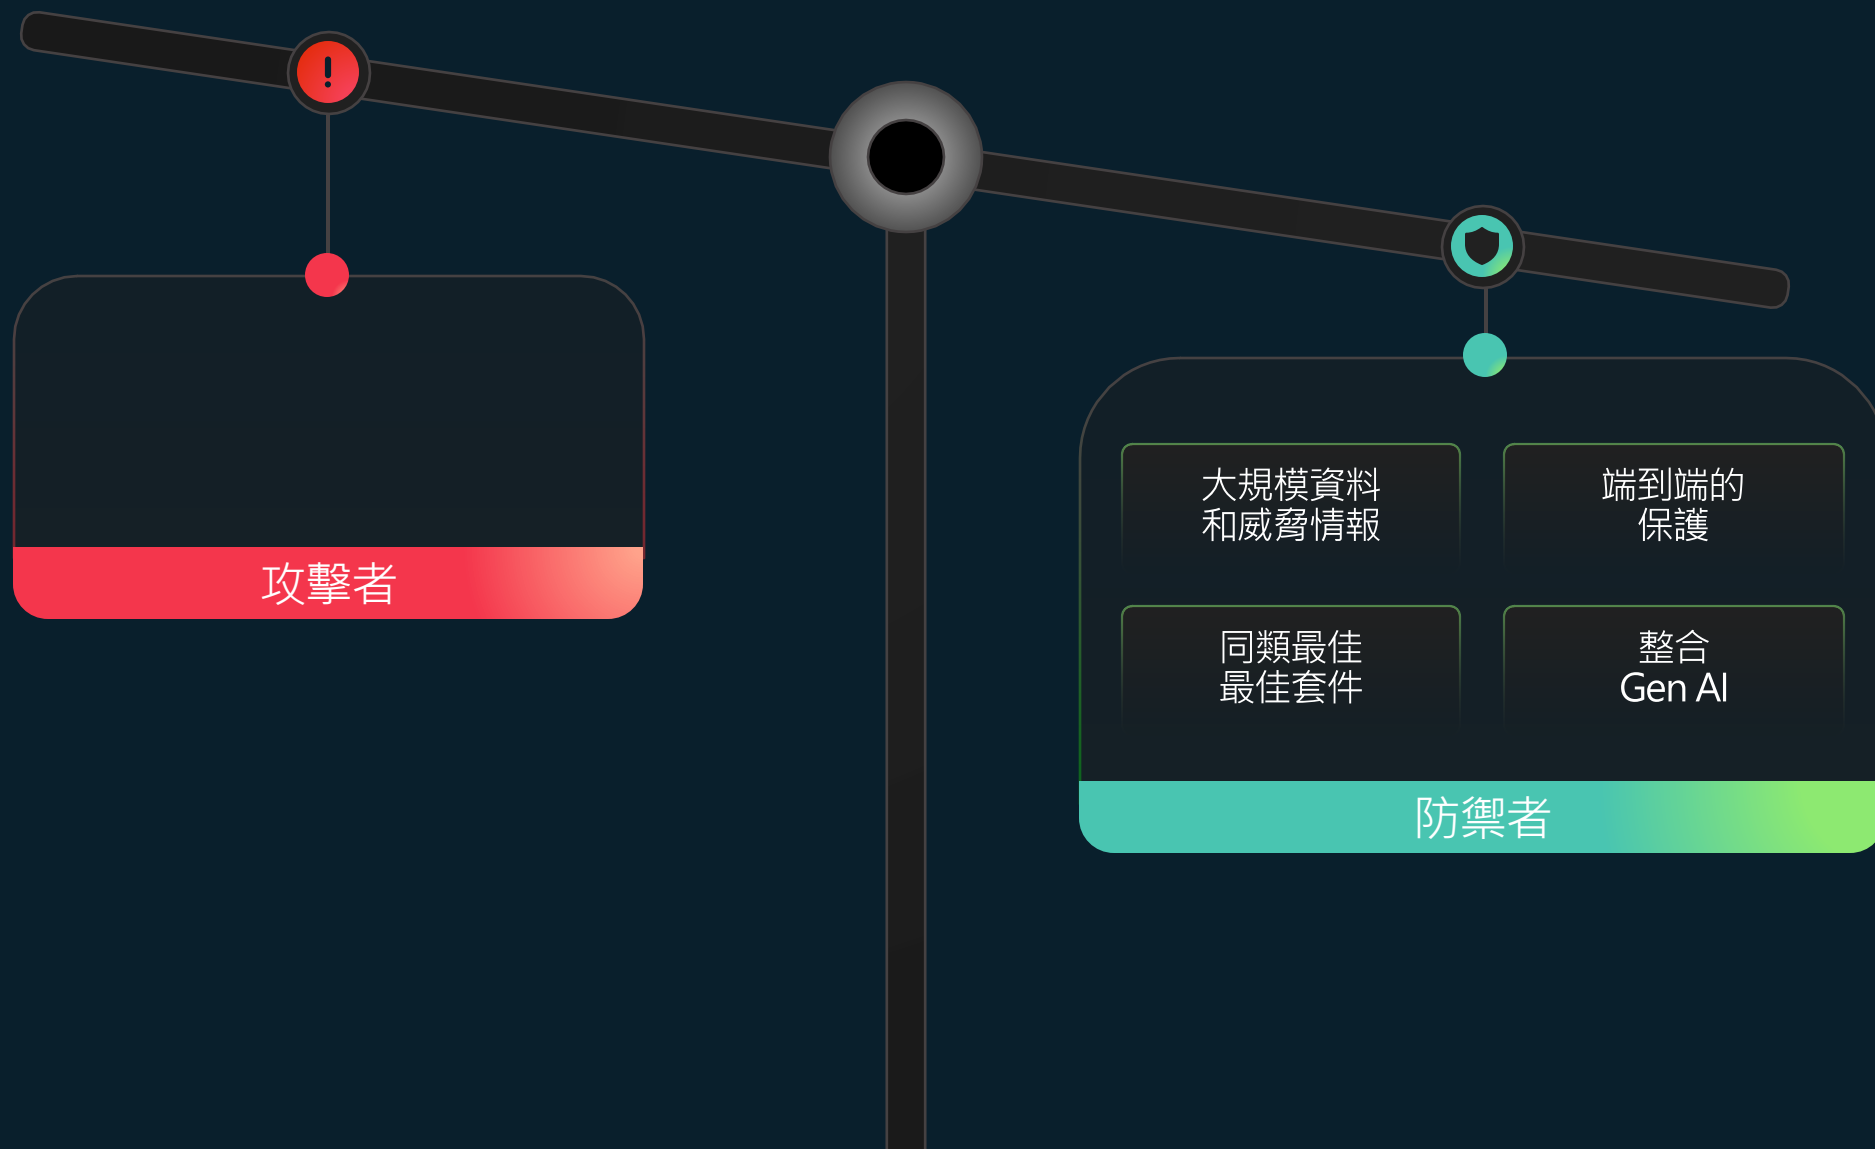 大規模資料
和威脅情報
端到端的
保護
同類最佳
最佳套件
整合
Gen AI
攻擊者
防禦者